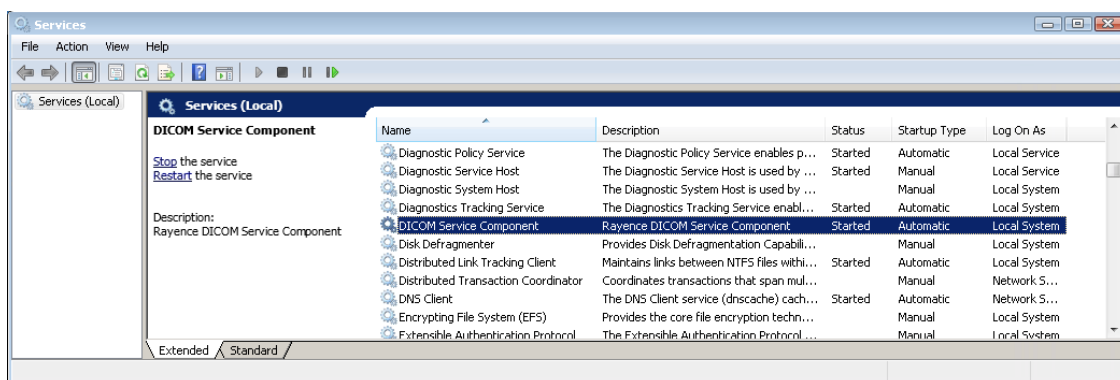 Services
File Action View Help
Services (Local)
Services (Local)
DICOM Service Component
Stop the service
Restart the service
Description:
Rayence DICOM Service Component
Name Description Status Startup Type Log On As
Diagnostic Policy Service The Diagnostic Policy Service enables p... Started Automatic Local Service
Diagnostic Service Host The Diagnostic Service Host is used by ... Started Manual Local Service
Diagnostic System Host The Diagnostic System Host is used by ... Manual Local System
Diagnostics Tracking Service The Diagnostics Tracking Service enabl... Started Automatic Local System
DICOM Service Component Rayence DICOM Service Component Started Automatic Local System
Disk Defragmenter Provides Disk Defragmentation Capabili... Manual Local System
Distributed Link Tracking Client Maintains links between NTFS files withi... Started Automatic Local System
Distributed Transaction Coordinator Coordinates transactions that span mul... Manual Network S...
DNS Client The DNS Client service (dnscache) cach... Started Automatic Network S...
Encrypting File System (EFS) Provides the core file encryption techn... Manual Local System
Extensible Authentication Protocol The Extensible Authentication Protocol ... Manual Local System
Extended Standard